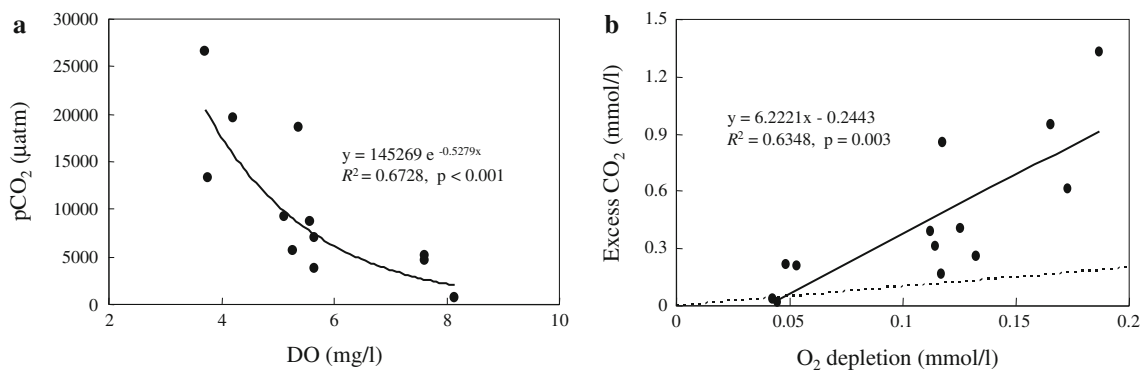 a
30000
25000
20000
15000
10000
5000
0
pCO₂ (µatm)
y = 145269 e^-0.5279x
R² = 0.6728, p < 0.001
2 4 6 8 10
DO (mg/l)
b
1.5
1.2
0.9
0.6
0.3
0
Excess CO₂ (mmol/l)
y = 6.2221x - 0.2443
R² = 0.6348, p = 0.003
0 0.05 0.1 0.15 0.2
O₂ depletion (mmol/l)